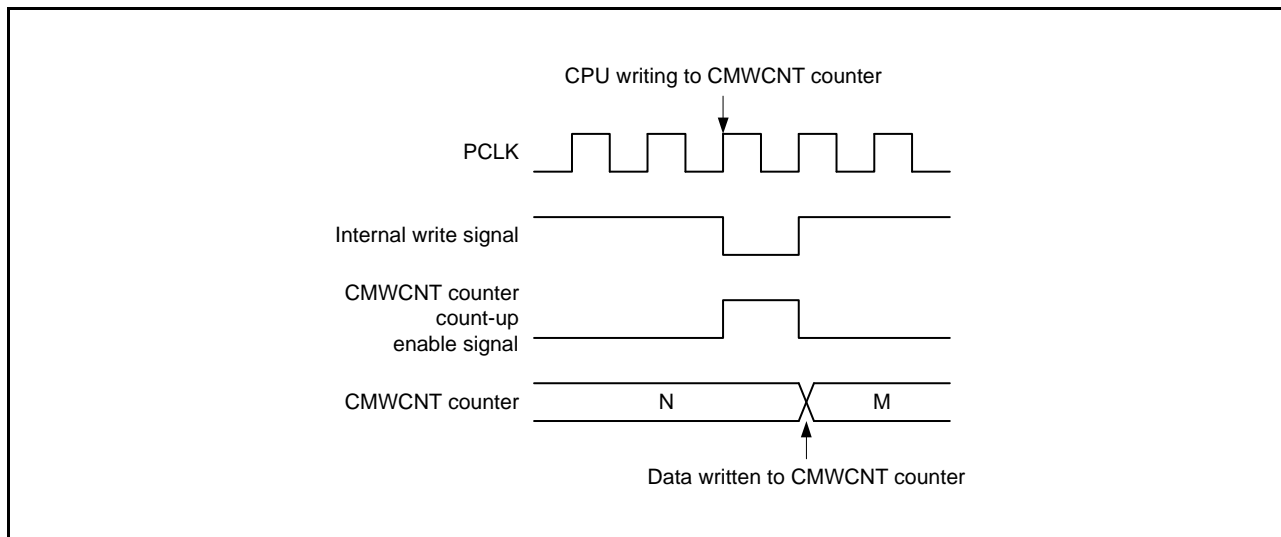 CPU writing to CMWCNT counter
PCLK
Internal write signal
CMWCNT counter
count-up
enable signal
CMWCNT counter
N
M
Data written to CMWCNT counter